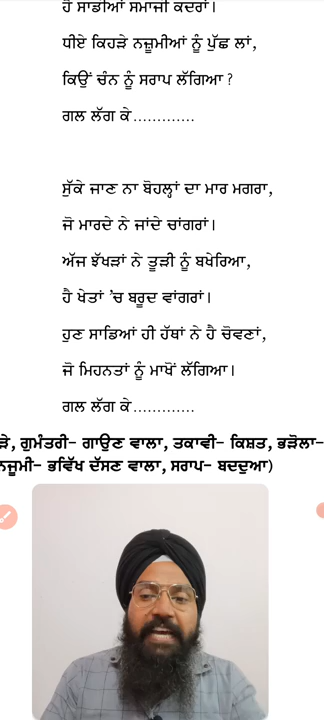 ਹੋ ਸਾਡੀਆਂ ਸਮਾਜੀ ਕਦਰਾਂ।
ਧੀਏ ਕਿਹੜੇ ਨਜੂਮੀਆਂ ਨੂੰ ਪੁੱਛ ਲਾਂ,
ਕਿਉਂ ਚੰਨ ਨੂੰ ਸਰਾਪ ਲੱਗਿਆ ?
ਗਲ ਲੱਗ ਕੇ.............
ਸੁੱਕੇ ਜਾਣ ਨਾ ਬੋਹਲ੍ਹਾਂ ਦਾ ਮਾਰ ਮਗਰਾ,
ਜੋ ਮਾਰਦੇ ਨੇ ਜਾਂਦੇ ਚਾਂਗਰਾਂ।
ਅੱਜ ਝੱਖੜਾਂ ਨੇ ਤੂੜੀ ਨੂੰ ਬਖੇਰਿਆ,
ਹੈ ਖੇਤਾਂ ’ਚ ਬਰੂਦ ਵਾਂਗਰਾਂ।
ਹੁਣ ਸਾਡਿਆਂ ਹੀ ਹੱਥਾਂ ਨੇ ਹੈ ਚੋਵਣਾਂ,
ਜੋ ਮਿਹਨਤਾਂ ਨੂੰ ਮਾਖੋਂ ਲੱਗਿਆ।
ਗਲ ਲੱਗ ਕੇ.............
ੜੇ, ਗੁਮੰਤਰੀ- ਗਾਉਣ ਵਾਲਾ, ਤਕਾਵੀ- ਕਿਸ਼ਤ, ਭੜੋਲਾ-
ਨਜੂਮੀ- ਭਵਿੱਖ ਦੱਸਣ ਵਾਲਾ, ਸਰਾਪ- ਬਦਦੁਆ)